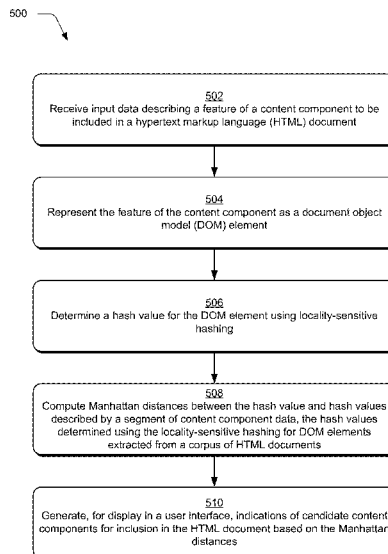 500
502
Receive input data describing a feature of a content component to be
included in a hypertext markup language (HTML) document
504
Represent the feature of the content component as a document object
model (DOM) element
506
Determine a hash value for the DOM element using locality-sensitive
hashing
508
Compute Manhattan distances between the hash value and hash values
described by a segment of content component data, the hash values
determined using the locality-sensitive hashing for DOM elements
extracted from a corpus of HTML documents
510
Generate, for display in a user interface, indications of candidate content
components for inclusion in the HTML document based on the Manhattan
distances